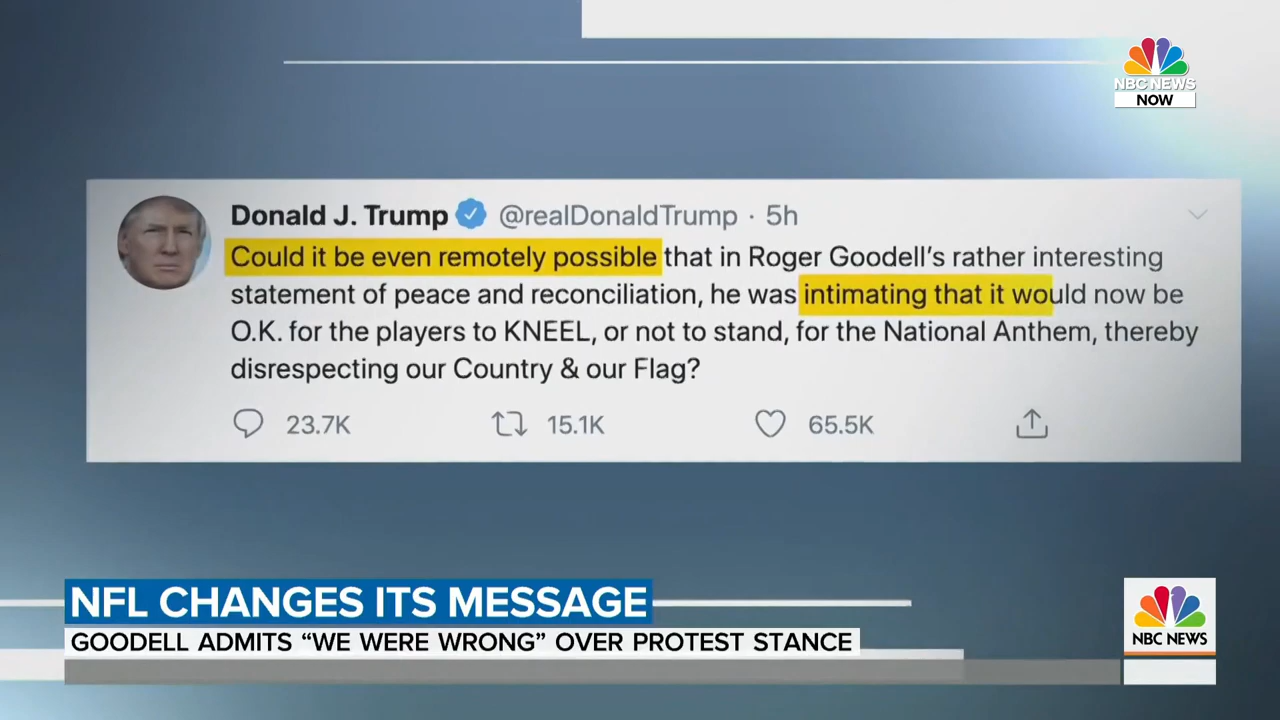 NBC NEWS
NOW
Donald J. Trump @realDonaldTrump · 5h
Could it be even remotely possible that in Roger Goodell’s rather interesting
statement of peace and reconciliation, he was intimating that it would now be
O.K. for the players to KNEEL, or not to stand, for the National Anthem, thereby
disrespecting our Country & our Flag?
23.7K 15.1K 65.5K
NFL CHANGES ITS MESSAGE
GOODELL ADMITS “WE WERE WRONG” OVER PROTEST STANCE
NBC NEWS